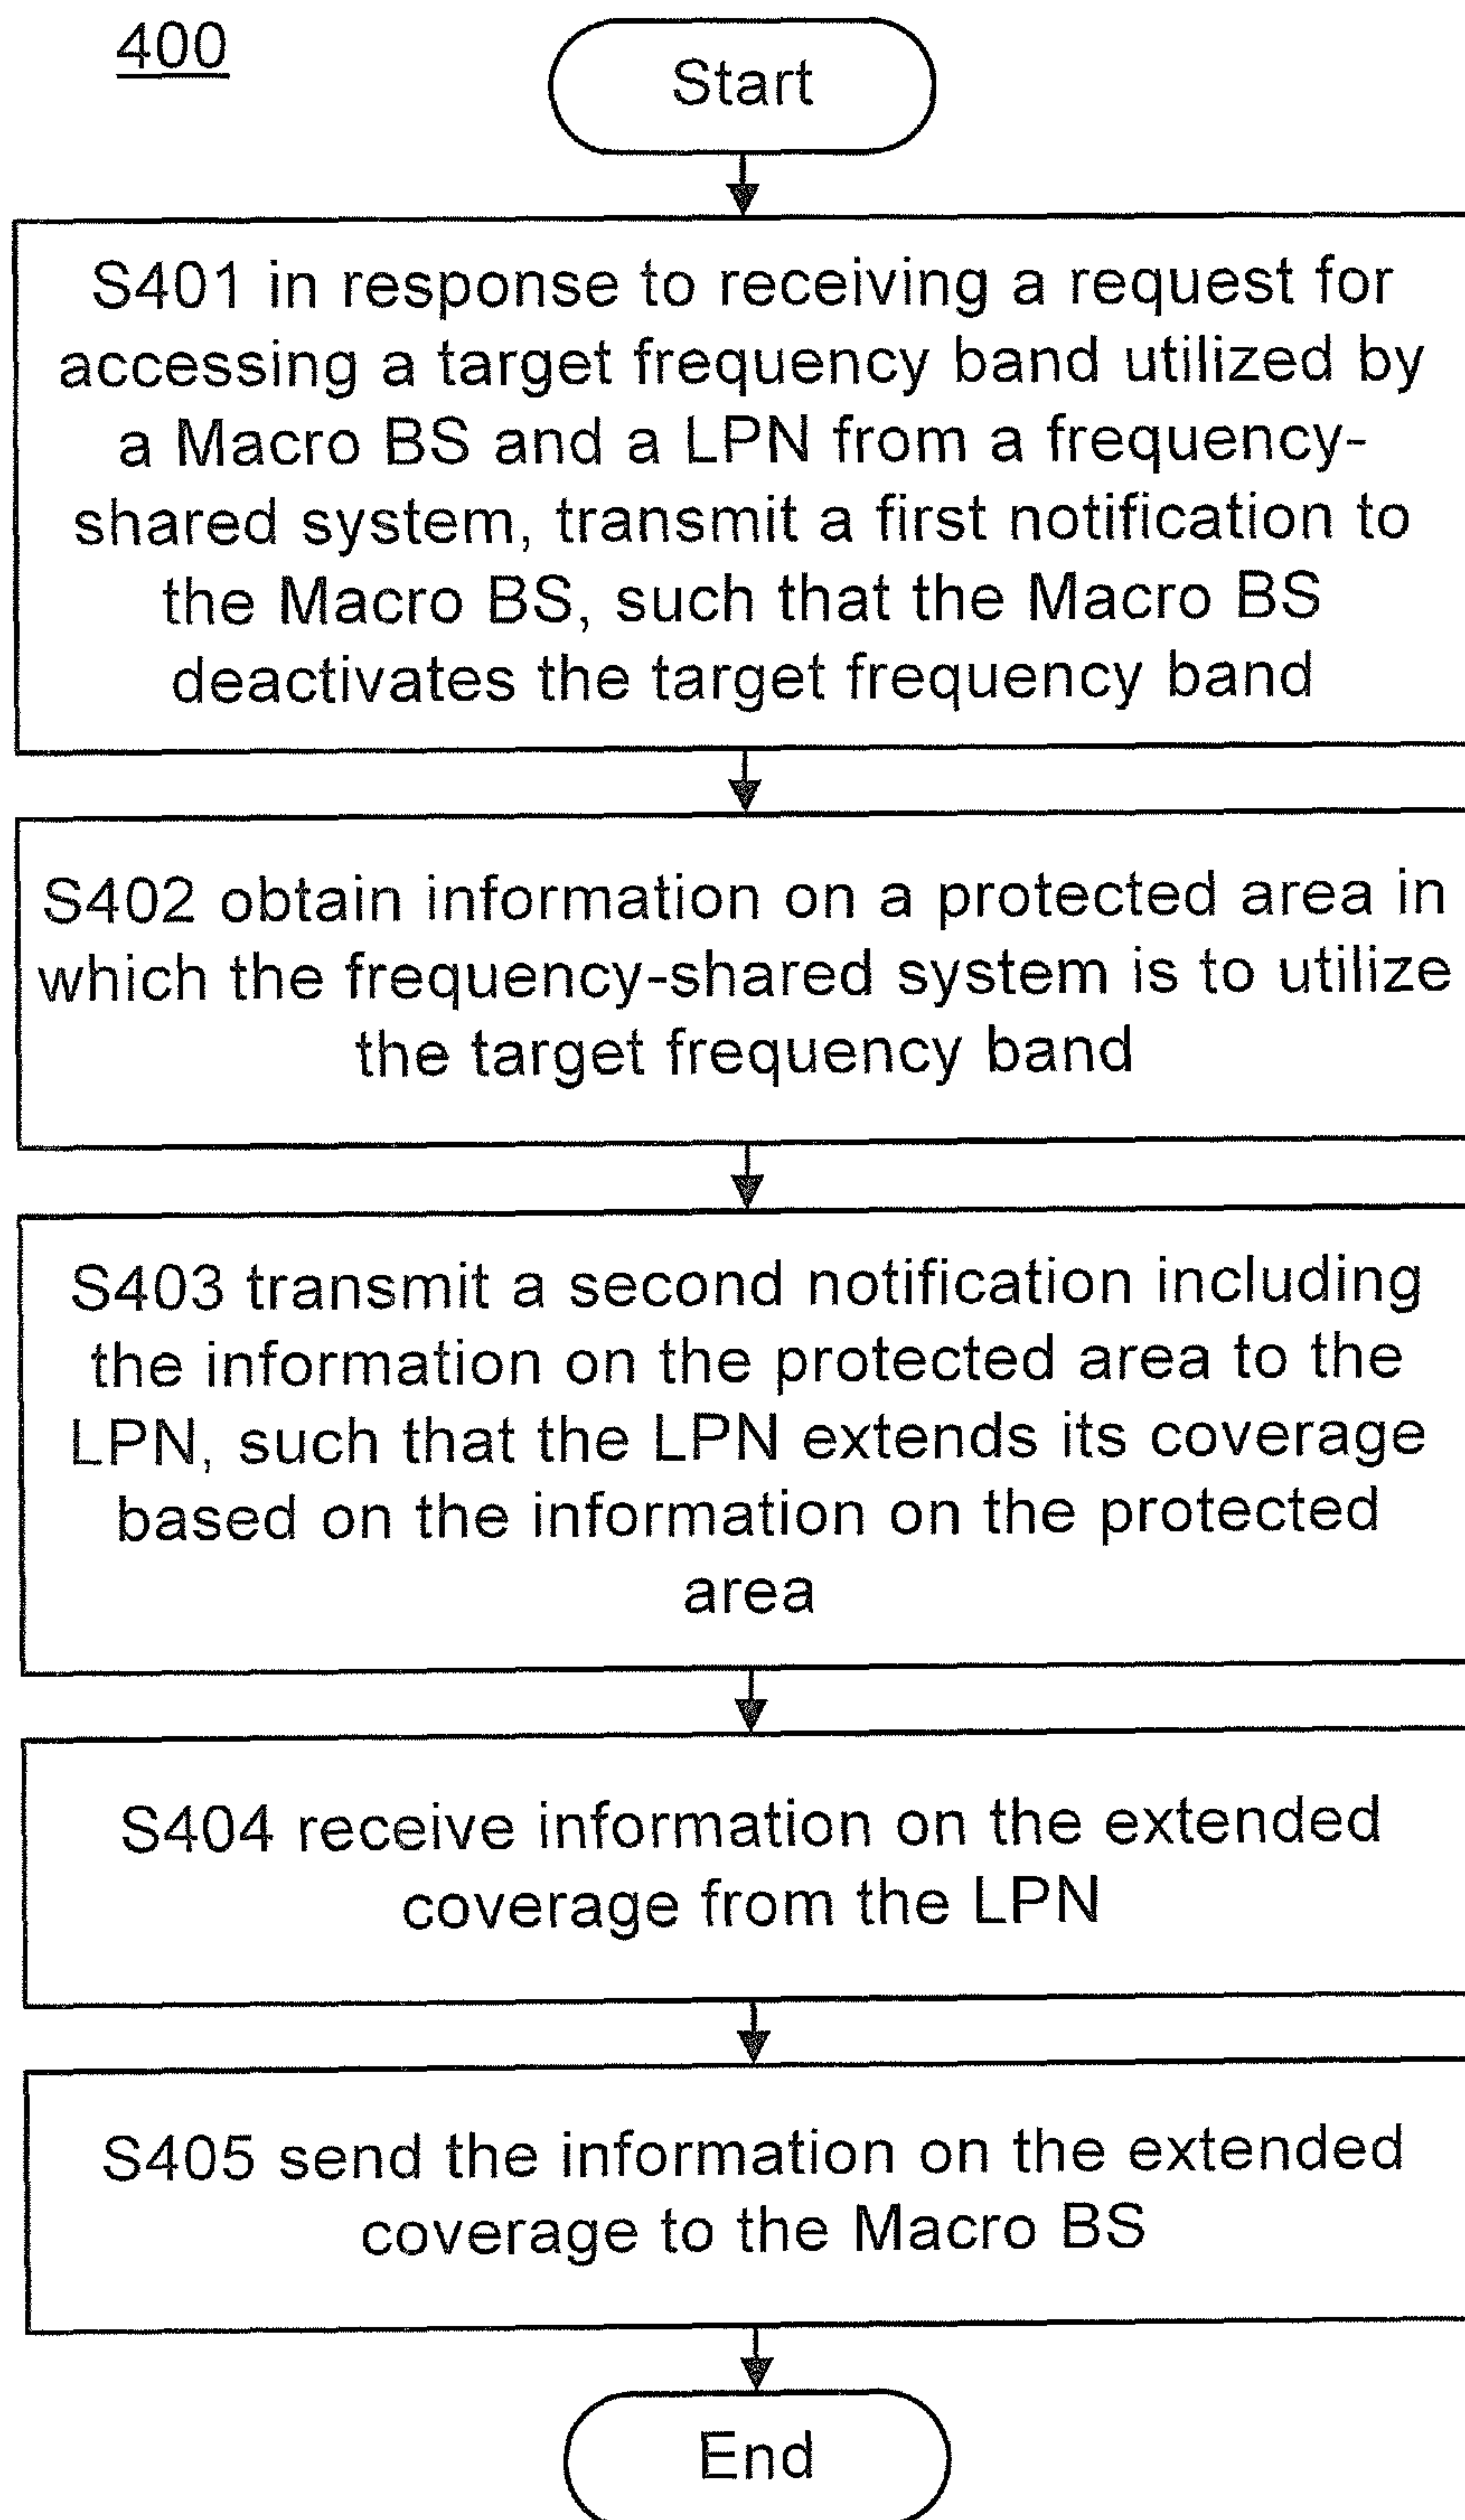 400
Start
S401 in response to receiving a request for
accessing a target frequency band utilized by
a Macro BS and a LPN from a frequency-
shared system, transmit a first notification to
the Macro BS, such that the Macro BS
deactivates the target frequency band
S402 obtain information on a protected area in
which the frequency-shared system is to utilize
the target frequency band
S403 transmit a second notification including
the information on the protected area to the
LPN, such that the LPN extends its coverage
based on the information on the protected
area
S404 receive information on the extended
coverage from the LPN
S405 send the information on the extended
coverage to the Macro BS
End